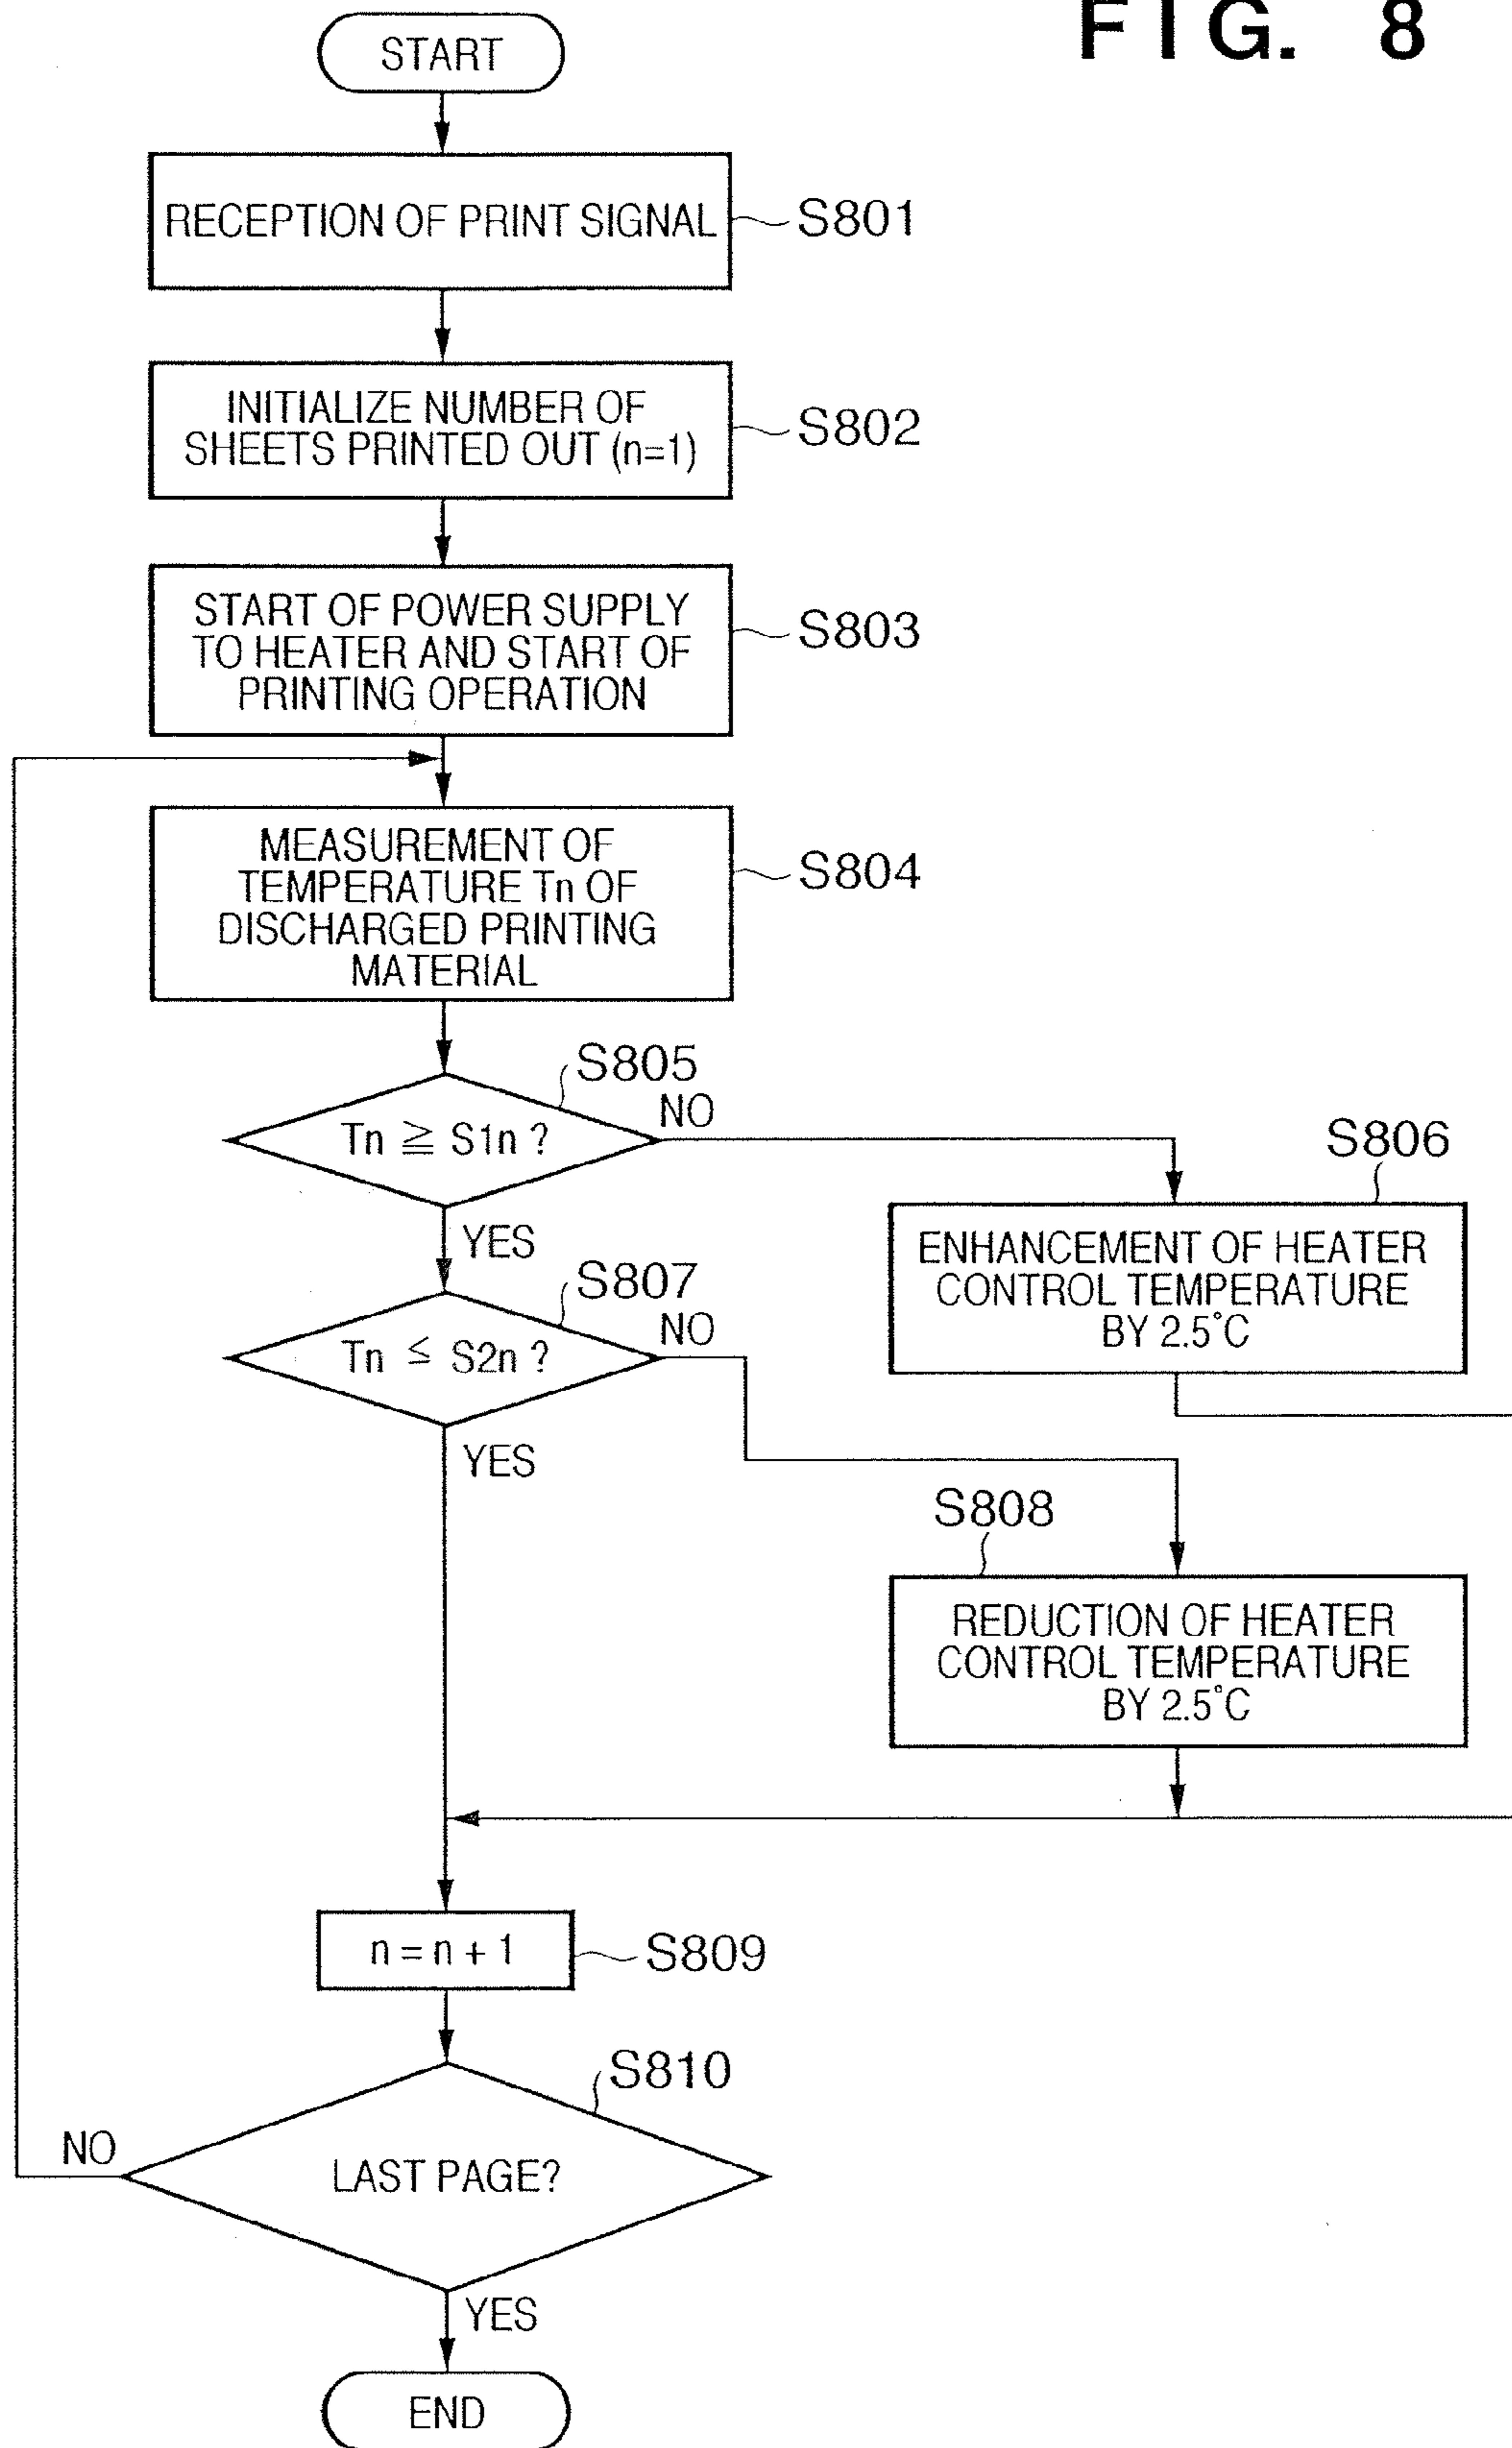 FIG. 8
START
RECEPTION OF PRINT SIGNAL
S801
INITIALIZE NUMBER OF
SHEETS PRINTED OUT (n=1)
S802
START OF POWER SUPPLY
TO HEATER AND START OF
PRINTING OPERATION
S803
MEASUREMENT OF
TEMPERATURE Tn OF
DISCHARGED PRINTING
MATERIAL
S804
S805
Tn ≧ S1n ?
NO
YES
S806
ENHANCEMENT OF HEATER
CONTROL TEMPERATURE
BY 2.5°C
S807
Tn ≦ S2n ?
NO
YES
S808
REDUCTION OF HEATER
CONTROL TEMPERATURE
BY 2.5°C
n = n + 1
S809
S810
LAST PAGE?
NO
YES
END